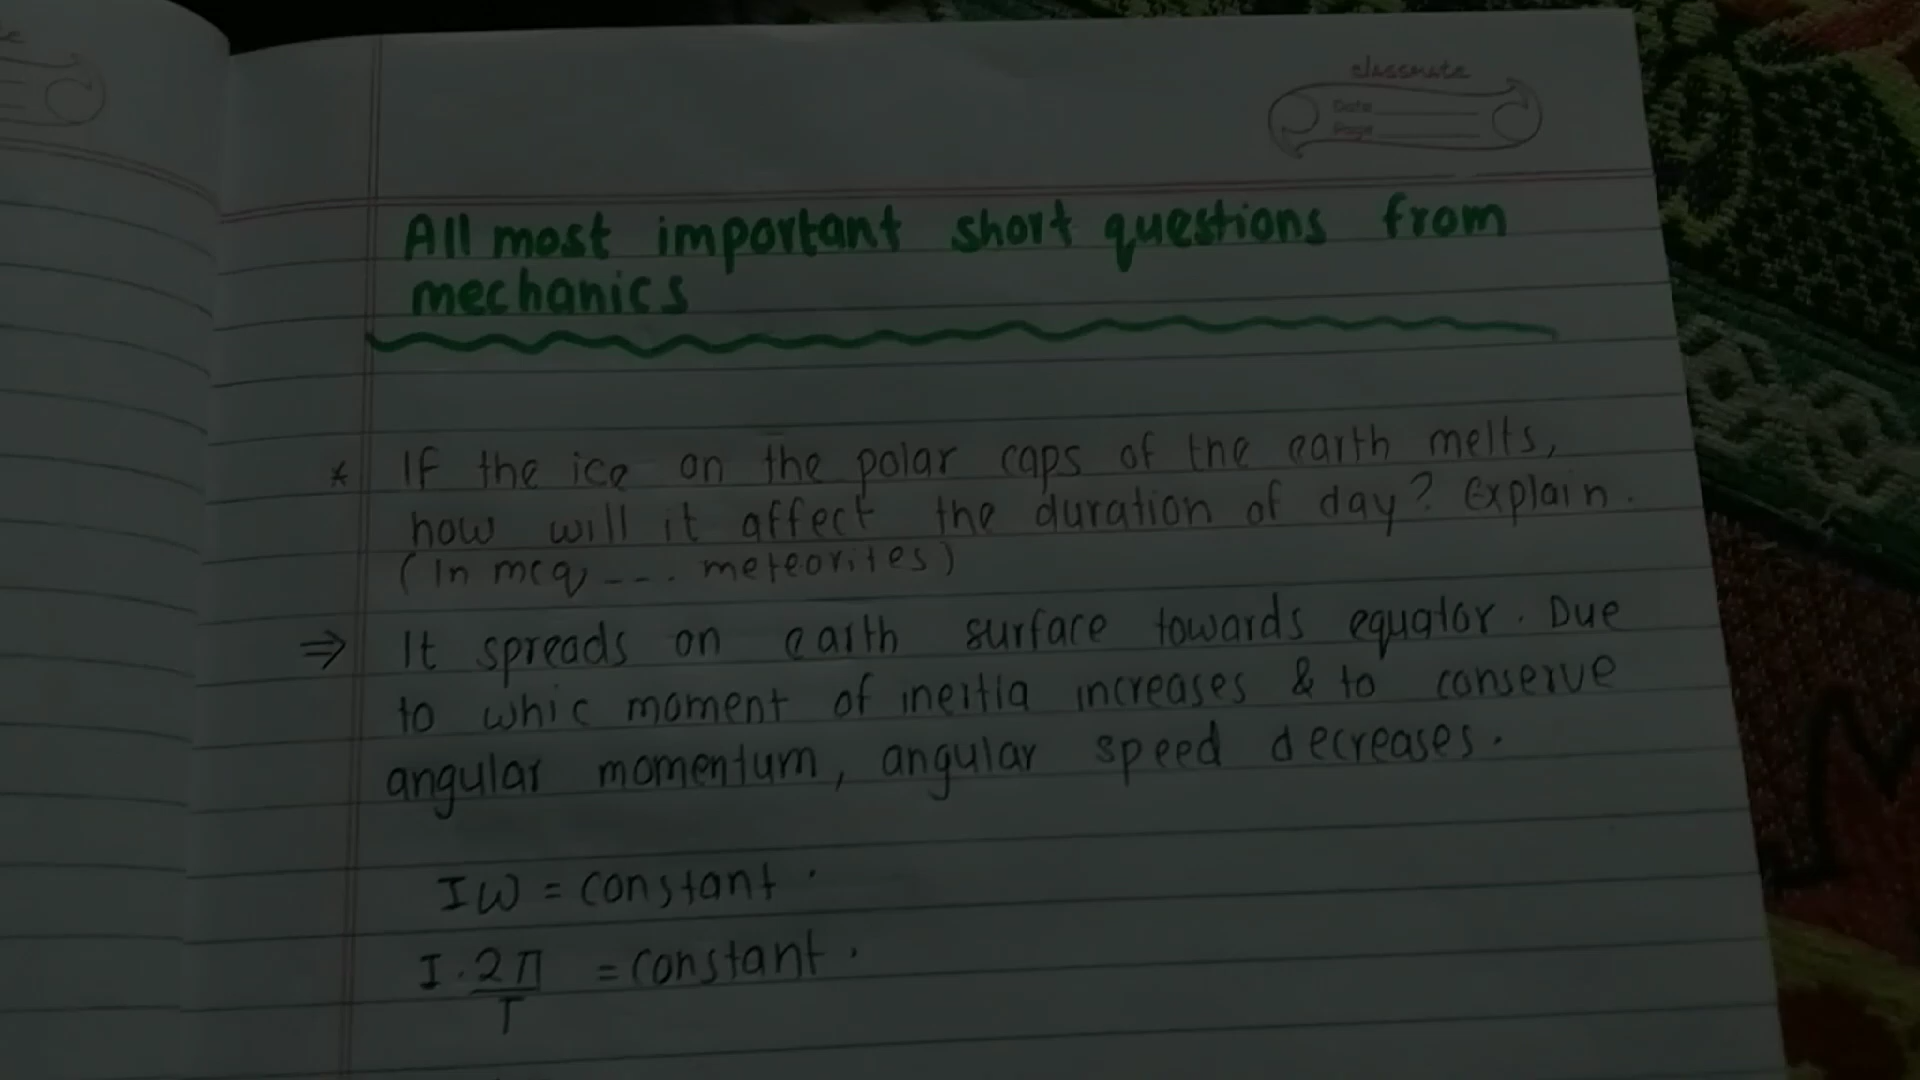 classmate
Date
Page
All most important short questions from
mechanics
* If the ice on the polar caps of the earth melts,
how will it affect the duration of day? Explain.
(In mcq --- . meteorites)
⇒ It spreads on earth surface towards equator. Due
to whic moment of inertia increases & to conserve
angular momentum, angular speed decreases.
Iω = constant.
I . 2π = constant.
T